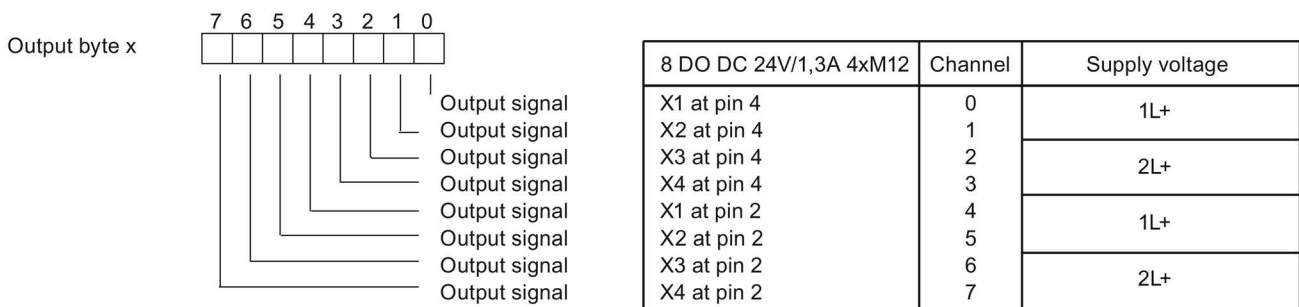 7 6 5 4 3 2 1 0
Output byte x
8 DO DC 24V/1,3A 4xM12 Channel Supply voltage
Output signal X1 at pin 4 0 1L+
Output signal X2 at pin 4 1
Output signal X3 at pin 4 2 2L+
Output signal X4 at pin 4 3
Output signal X1 at pin 2 4 1L+
Output signal X2 at pin 2 5
Output signal X3 at pin 2 6 2L+
Output signal X4 at pin 2 7